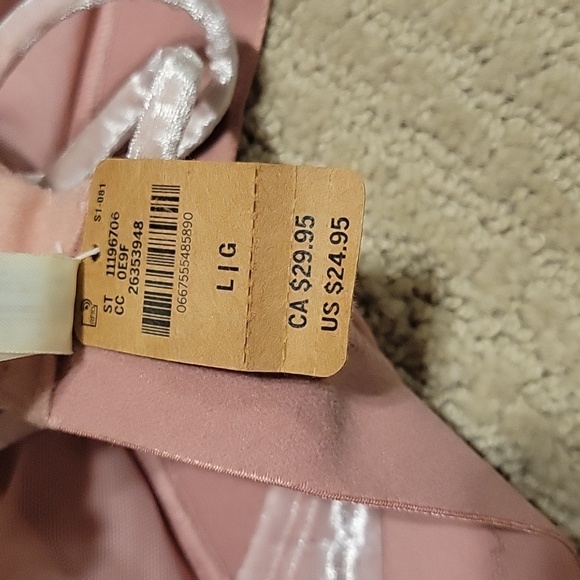 S1-081
ST 11196706
CC 0E9F
26353948
0667555485890
L|G
CA $29.95
US $24.95